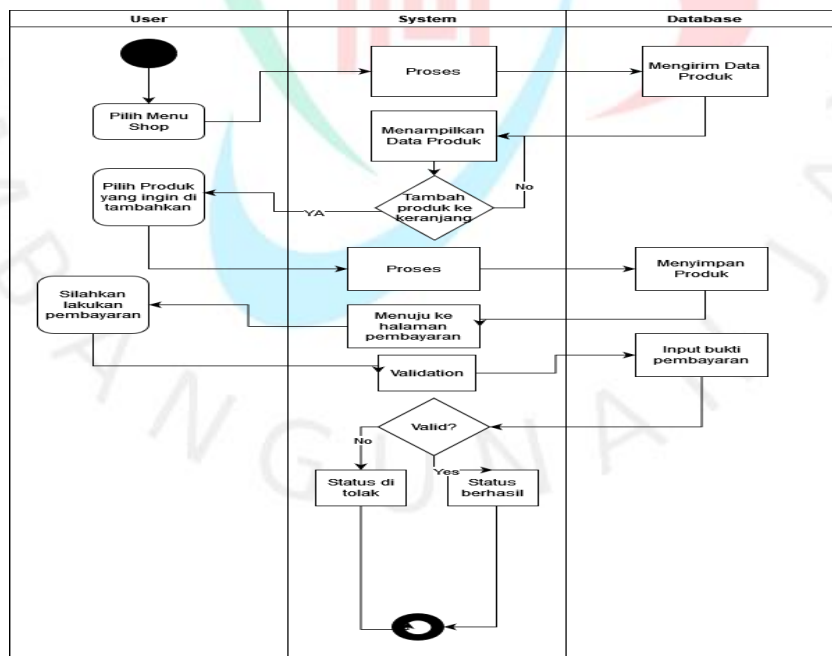 User
System
Database
Proses
Mengirim Data
Produk
Pilih Menu
Shop
Menampilkan
Data Produk
No
Tambah
produk ke
keranjang
YA
Pilih Produk
yang ingin di
tambahkan
Proses
Menyimpan
Produk
Silahkan
lakukan
pembayaran
Menuju ke
halaman
pembayaran
Input bukti
pembayaran
Validation
Valid?
No
Yes
Status di
tolak
Status
berhasil